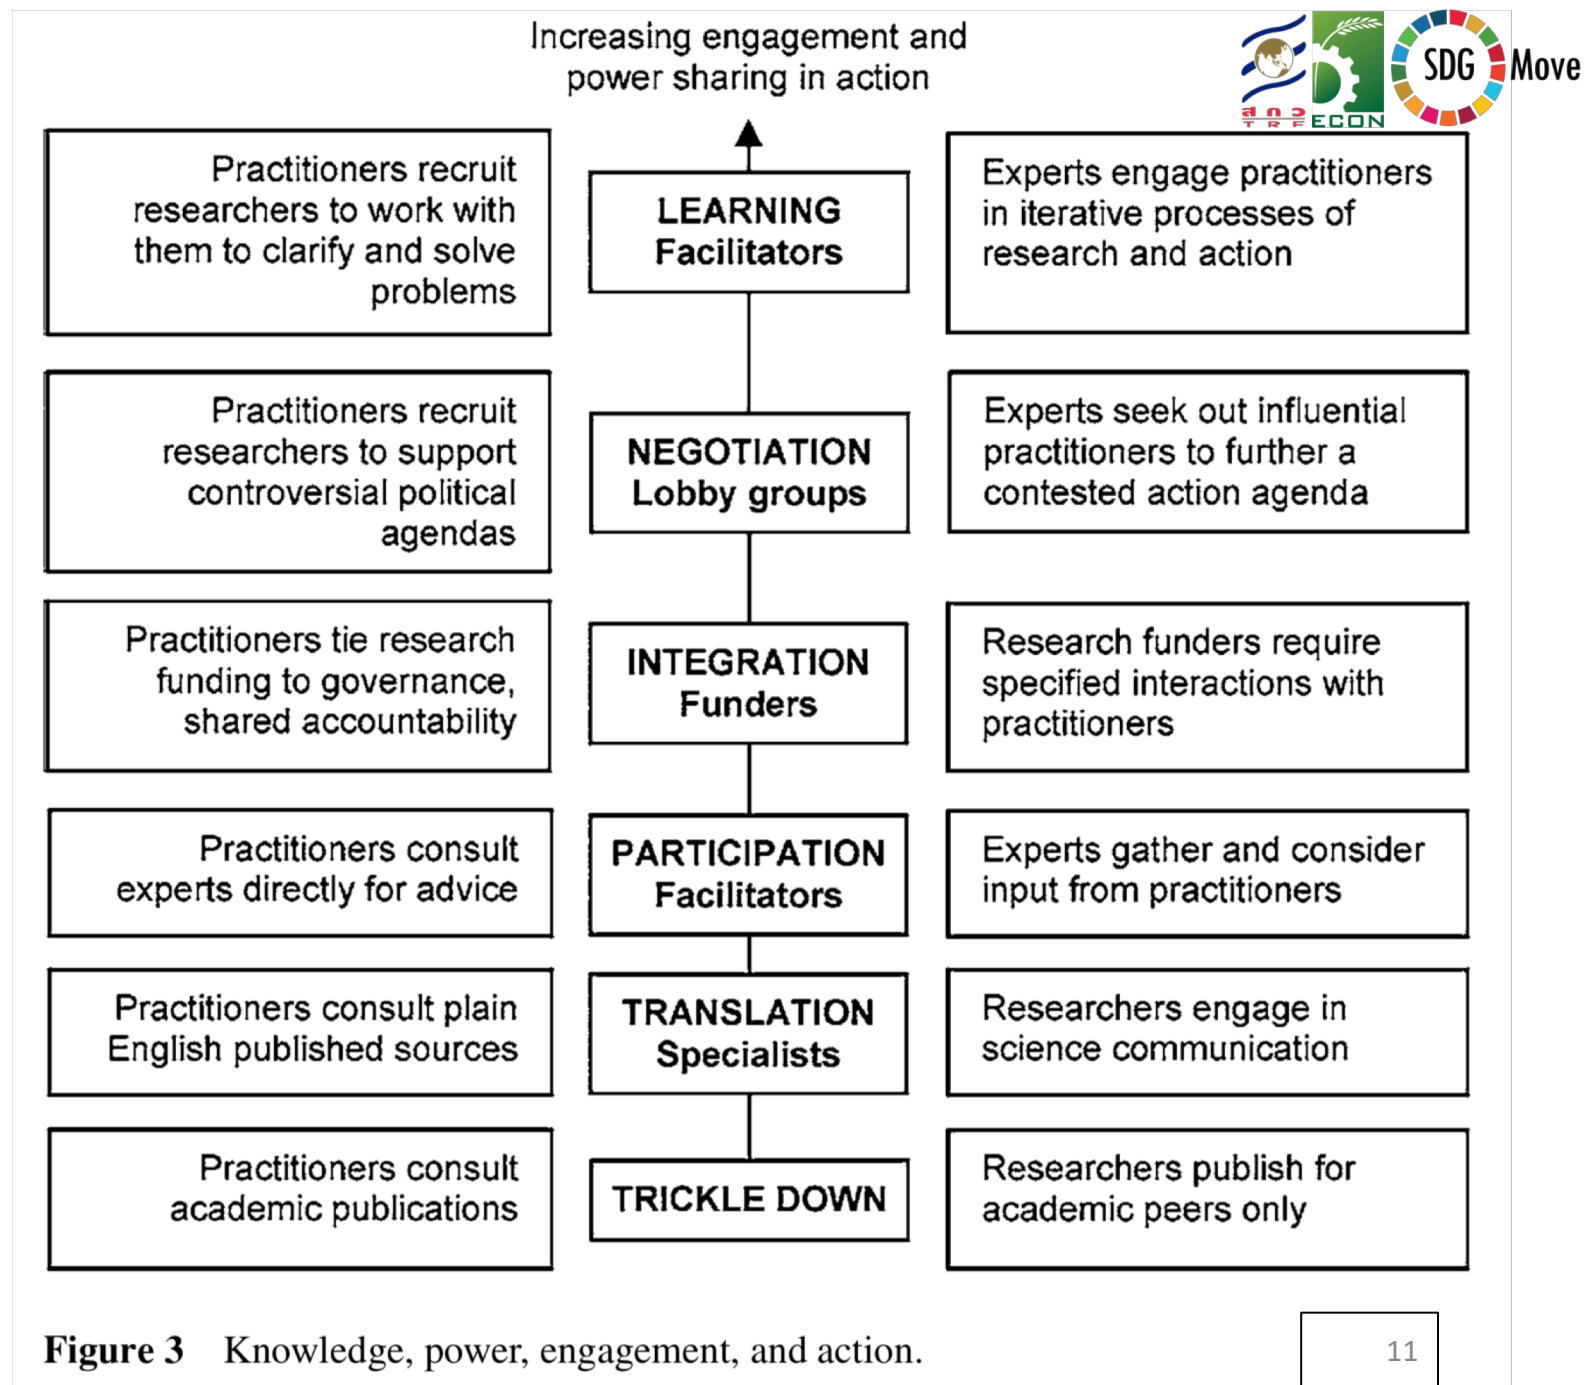 Increasing engagement and
power sharing in action
สกว
TRF
ECON
SDG Move
Practitioners recruit
researchers to work with
them to clarify and solve
problems
LEARNING
Facilitators
Experts engage practitioners
in iterative processes of
research and action
Practitioners recruit
researchers to support
controversial political
agendas
NEGOTIATION
Lobby groups
Experts seek out influential
practitioners to further a
contested action agenda
Practitioners tie research
funding to governance,
shared accountability
INTEGRATION
Funders
Research funders require
specified interactions with
practitioners
Practitioners consult
experts directly for advice
PARTICIPATION
Facilitators
Experts gather and consider
input from practitioners
Practitioners consult plain
English published sources
TRANSLATION
Specialists
Researchers engage in
science communication
Practitioners consult
academic publications
TRICKLE DOWN
Researchers publish for
academic peers only
Figure 3 Knowledge, power, engagement, and action.
11